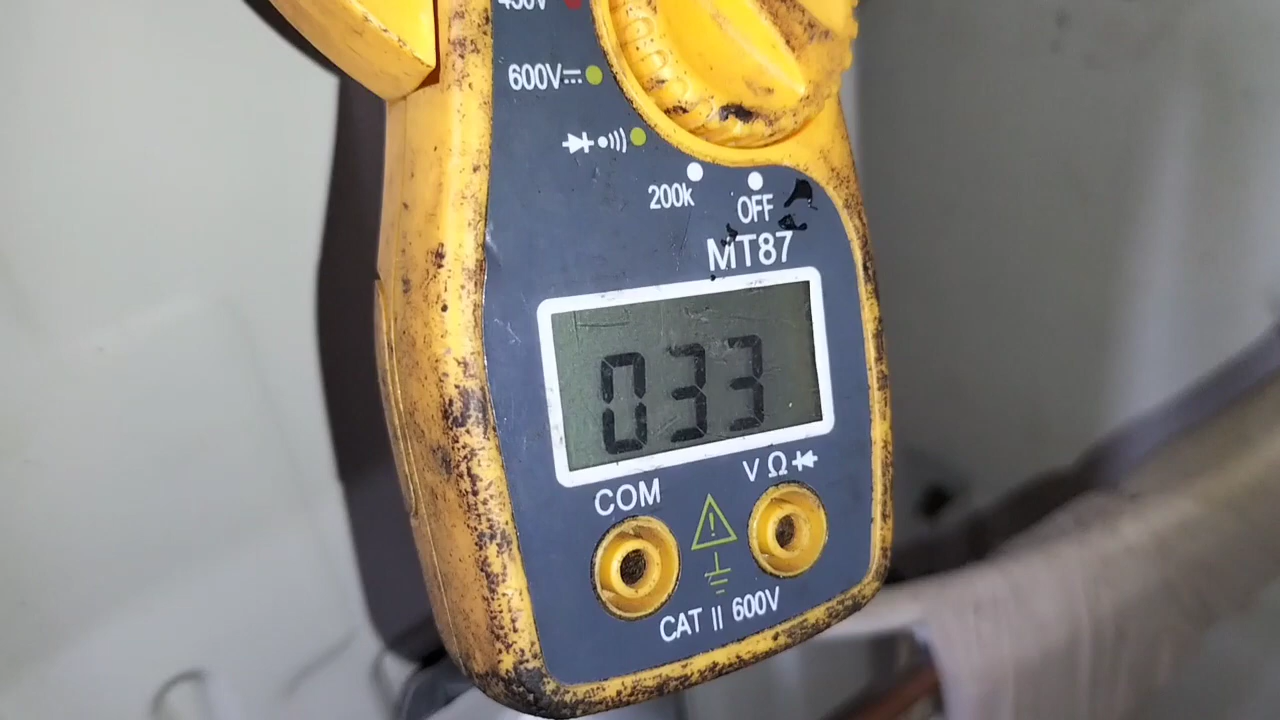 450V
600V
200k
OFF
MT87
033
V Ω
COM
CAT II 600V